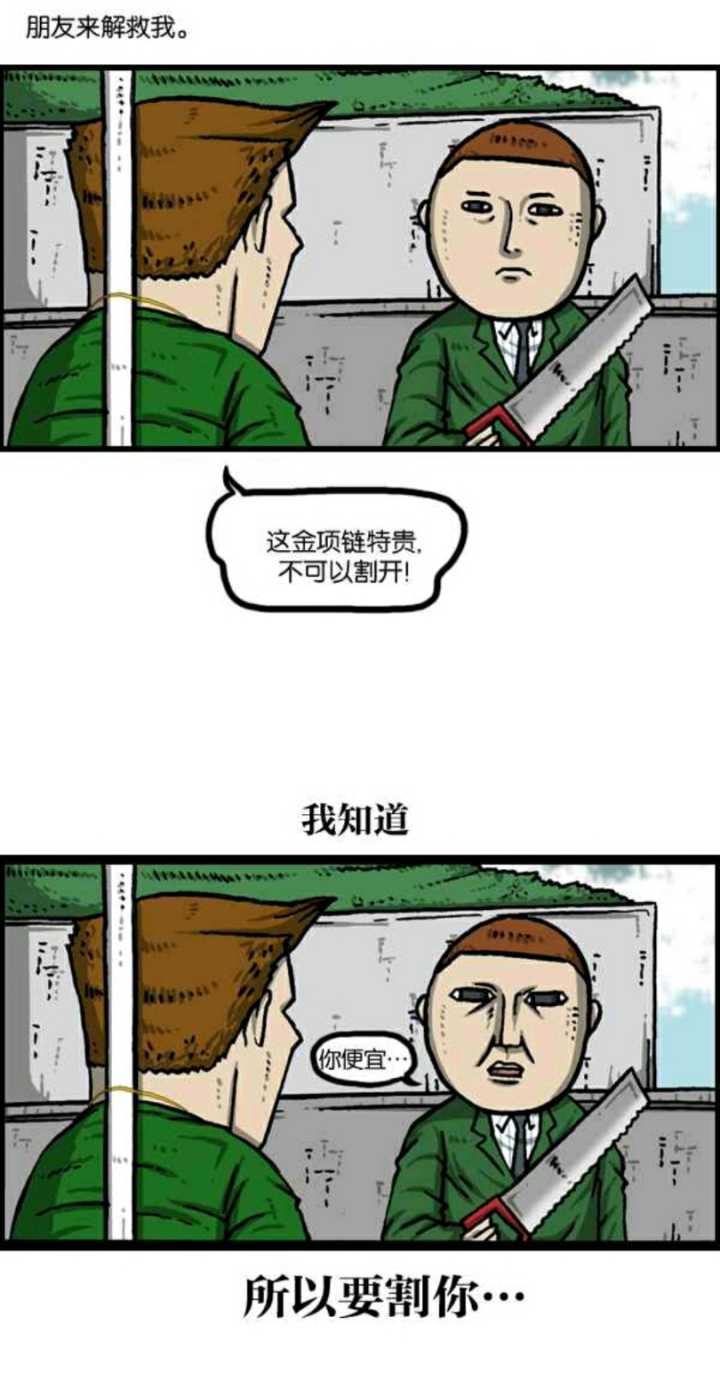 朋友来解救我。
这金项链特贵,
不可以割开!
我知道
你便宜…
所以要割你…